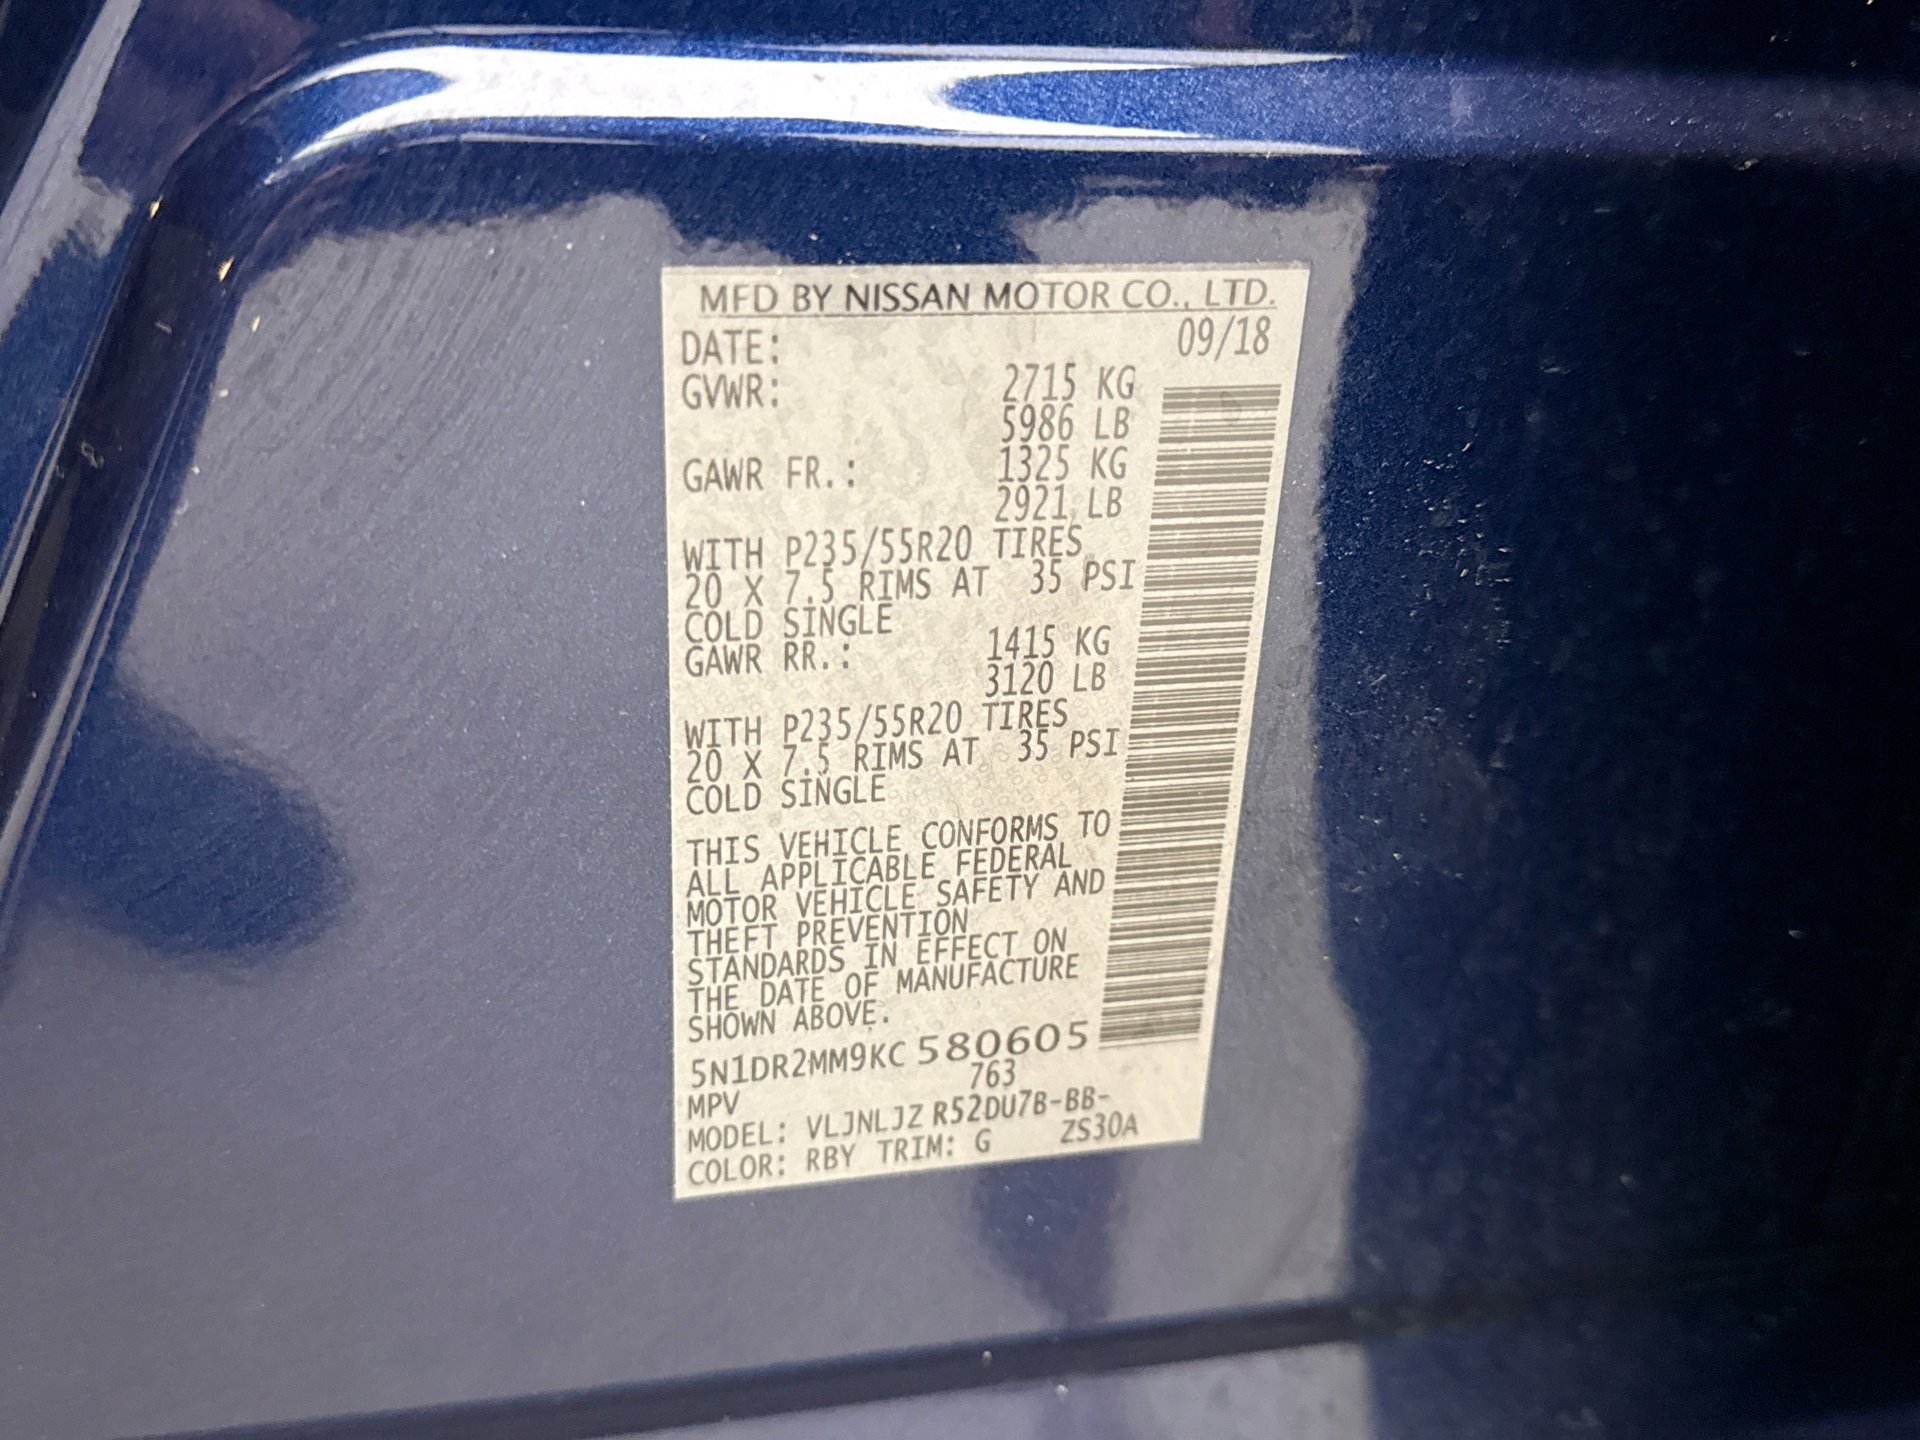 MFD BY NISSAN MOTOR CO., LTD.
DATE: 09/18
GVWR: 2715 KG
5986 LB
GAWR FR.: 1325 KG
2921 LB
WITH P235/55R20 TIRES
20 X 7.5 RIMS AT 35 PSI
COLD SINGLE
GAWR RR.: 1415 KG
3120 LB
WITH P235/55R20 TIRES
20 X 7.5 RIMS AT 35 PSI
COLD SINGLE
THIS VEHICLE CONFORMS TO
ALL APPLICABLE FEDERAL
MOTOR VEHICLE SAFETY AND
THEFT PREVENTION
STANDARDS IN EFFECT ON
THE DATE OF MANUFACTURE
SHOWN ABOVE.
5N1DR2MM9KC 580605
MPV 763
MODEL: VLJNLJZ R52DU7B-BB-
COLOR: RBY TRIM: G ZS30A